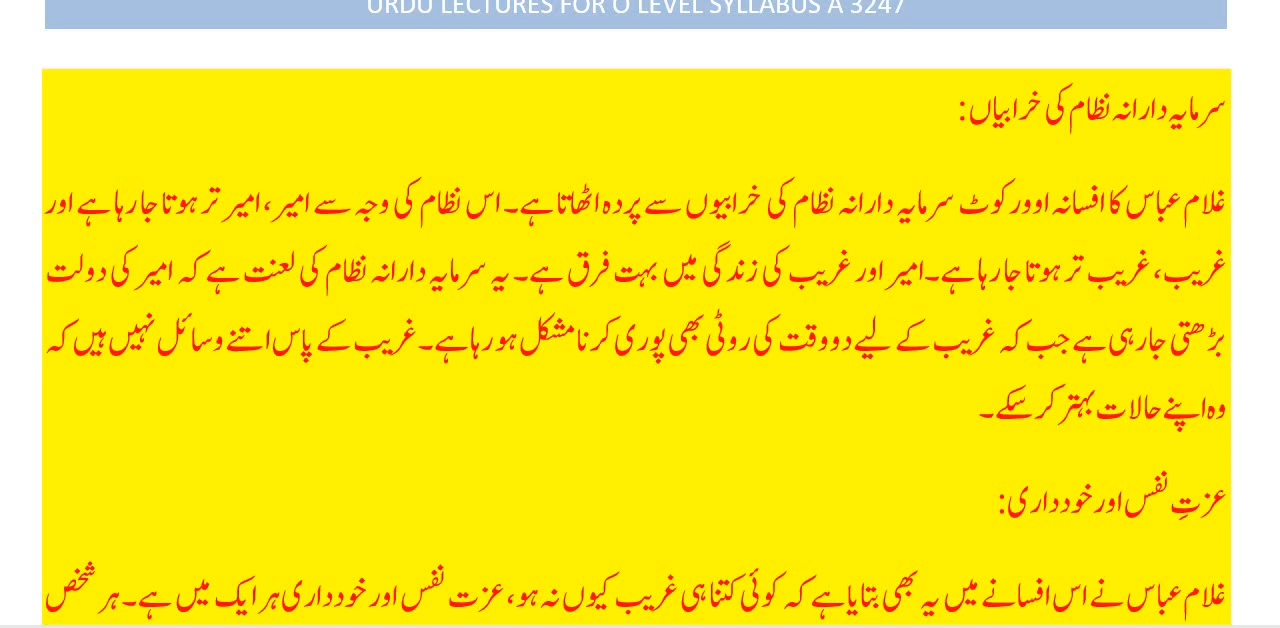 URDU LECTURES FOR O LEVEL SYLLABUS A 3247
سرمایہ دارانہ نظام کی خرابیاں:
غلام عباس کا افسانہ اوور کوٹ سرمایہ دارانہ نظام کی خرابیوں سے پردہ اٹھاتا ہے۔ اس نظام کی وجہ سے امیر، امیر تر ہوتا جا رہا ہے اور
غریب، غریب تر ہوتا جا رہا ہے۔ امیر اور غریب کی زندگی میں بہت فرق ہے۔ یہ سرمایہ دارانہ نظام کی لعنت ہے کہ امیر کی دولت
بڑھتی جا رہی ہے جب کہ غریب کے لیے دو وقت کی روٹی بھی پوری کرنا مشکل ہو رہا ہے۔ غریب کے پاس اتنے وسائل نہیں ہیں کہ
وہ اپنے حالات بہتر کر سکے۔
عزتِ نفس اور خودداری:
غلام عباس نے اس افسانے میں یہ بھی بتایا ہے کہ کوئی کتنا ہی غریب کیوں نہ ہو، عزت نفس اور خودداری ہر ایک میں ہے۔ ہر شخص